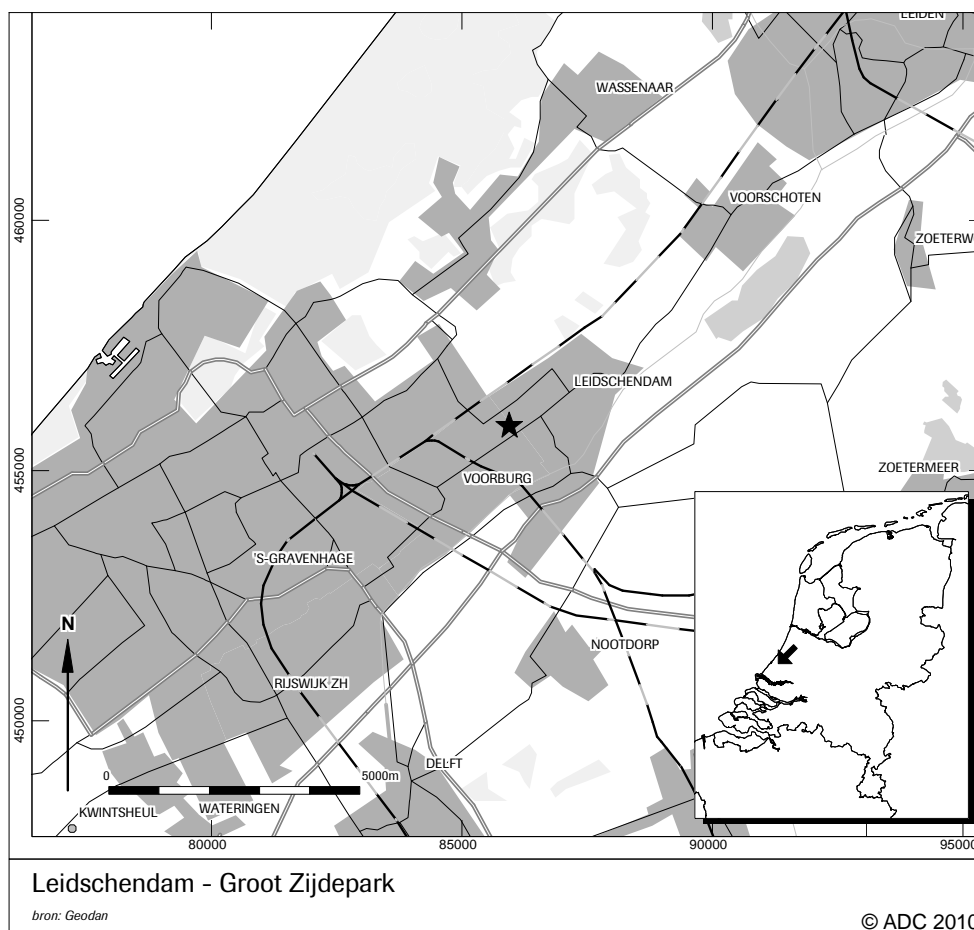 LEIDEN
WASSENAAR
VOORSCHOTEN
460000
ZOETERW
LEIDSCHENDAM
455000
VOORBURG
ZOETERMEER
'S-GRAVENHAGE
N
NOOTDORP
RIJSWIJK ZH
450000
DELFT
0
5000m
KWINTSHEUL
WATERINGEN
80000
85000
90000
95000
Leidschendam - Groot Zijdepark
bron: Geodan
© ADC 2010